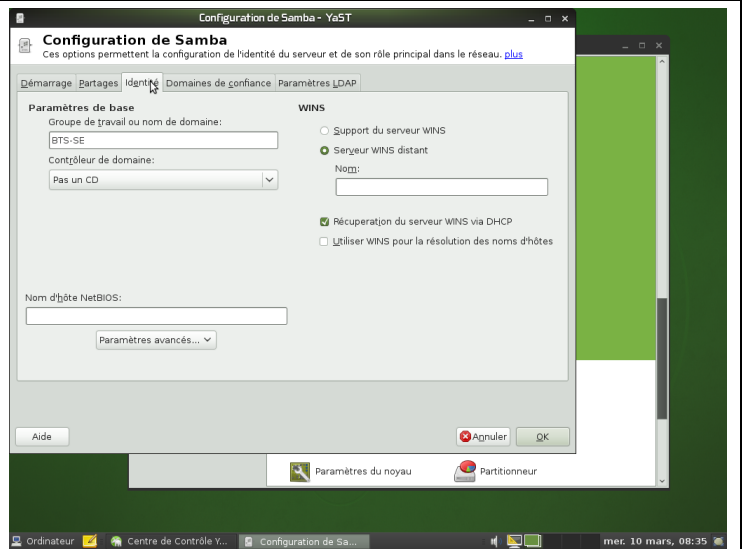 Configuration de Samba - YaST
Configuration de Samba
Ces options permettent la configuration de l'identité du serveur et de son rôle principal dans le réseau. plus
Démarrage Partages Identité Domaines de confiance Paramètres LDAP
Paramètres de base
Groupe de travail ou nom de domaine:
BTS-SE
Contrôleur de domaine:
Pas un CD
WINS
Support du serveur WINS
Serveur WINS distant
Nom:
Récuperation du serveur WINS via DHCP
Utiliser WINS pour la résolution des noms d'hôtes
Nom d'hôte NetBIOS:
Paramètres avancés...
Aide
Annuler
OK
Paramètres du noyau
Partitionneur
Ordinateur
Centre de Contrôle Y...
Configuration de Sa...
mer. 10 mars, 08:35